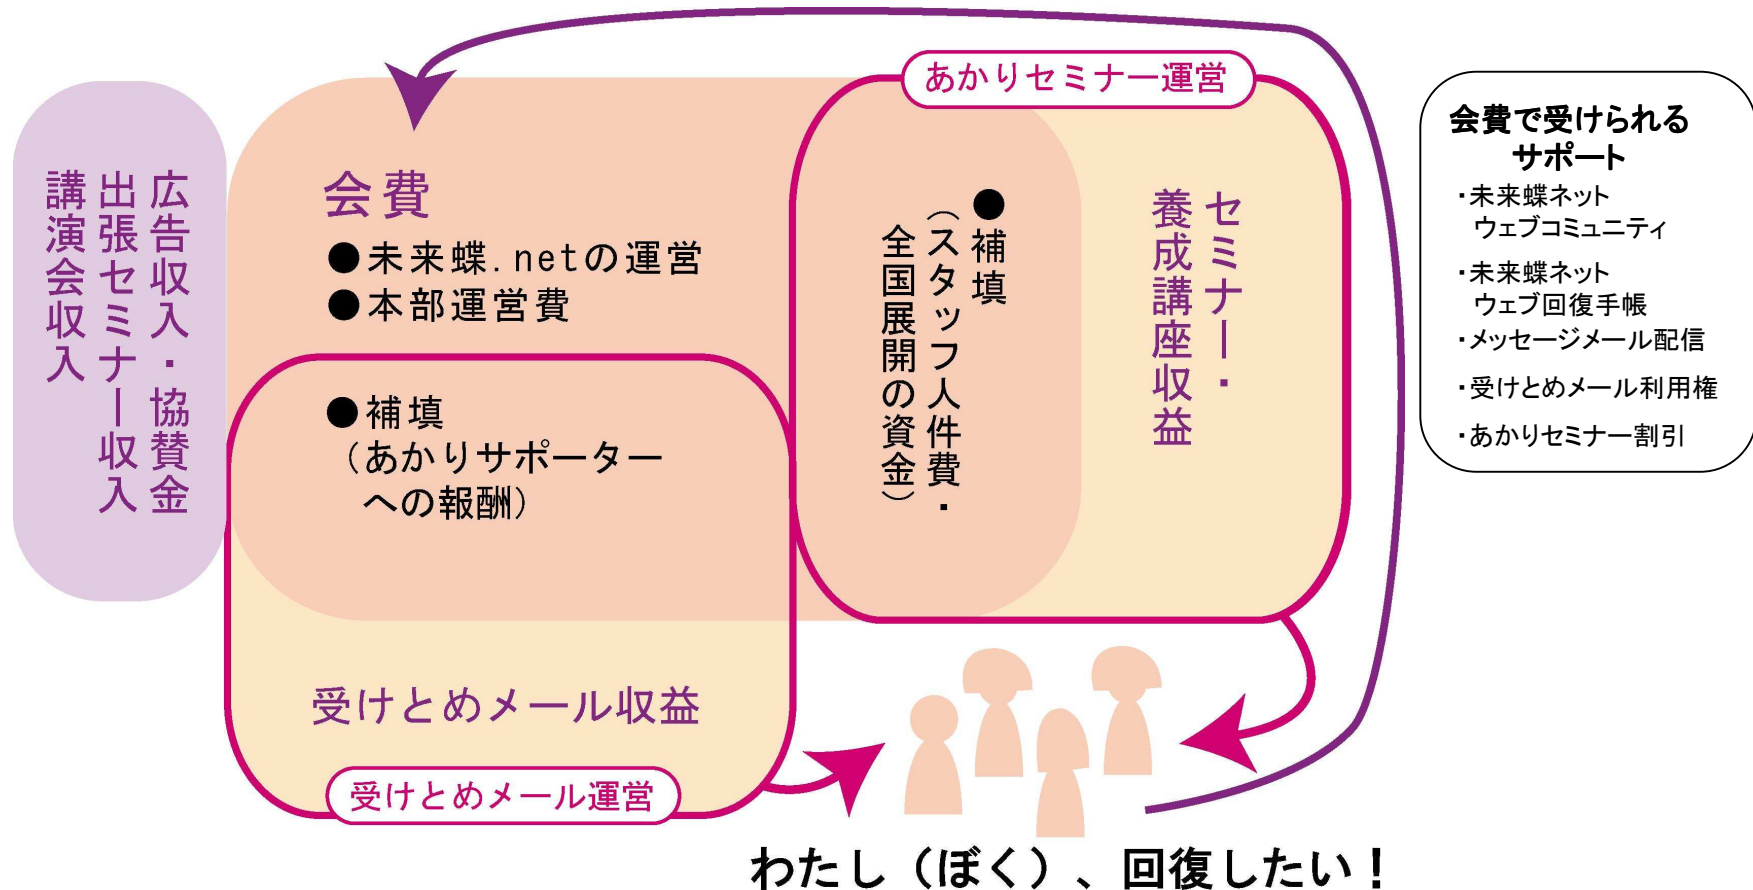 あかりセミナー運営
広告収入・協賛金
出張セミナー収入
講演会収入
会費
●未来蝶.netの運営
●本部運営費
●補填
（あかりサポーター
への報酬）
受けとめメール収益
受けとめメール運営
●補填
（スタッフ人件費・
全国展開の資金）
セミナー・
養成講座収益
会費で受けられる
サポート
・未来蝶ネット
ウェブコミュニティ
・未来蝶ネット
ウェブ回復手帳
・メッセージメール配信
・受けとめメール利用権
・あかりセミナー割引
わたし（ぼく）、回復したい！